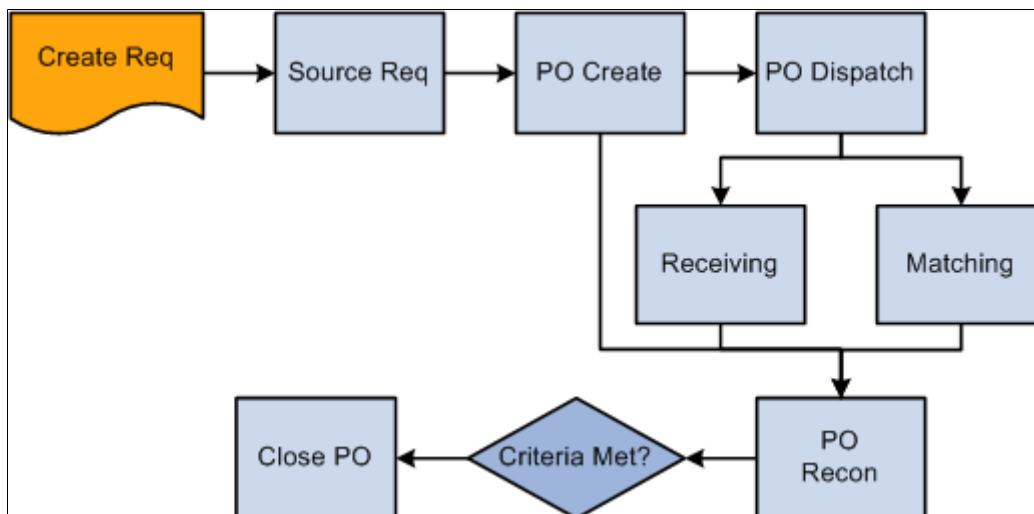 Create Req
Source Req
PO Create
PO Dispatch
Receiving
Matching
Close PO
Criteria Met?
PO
Recon